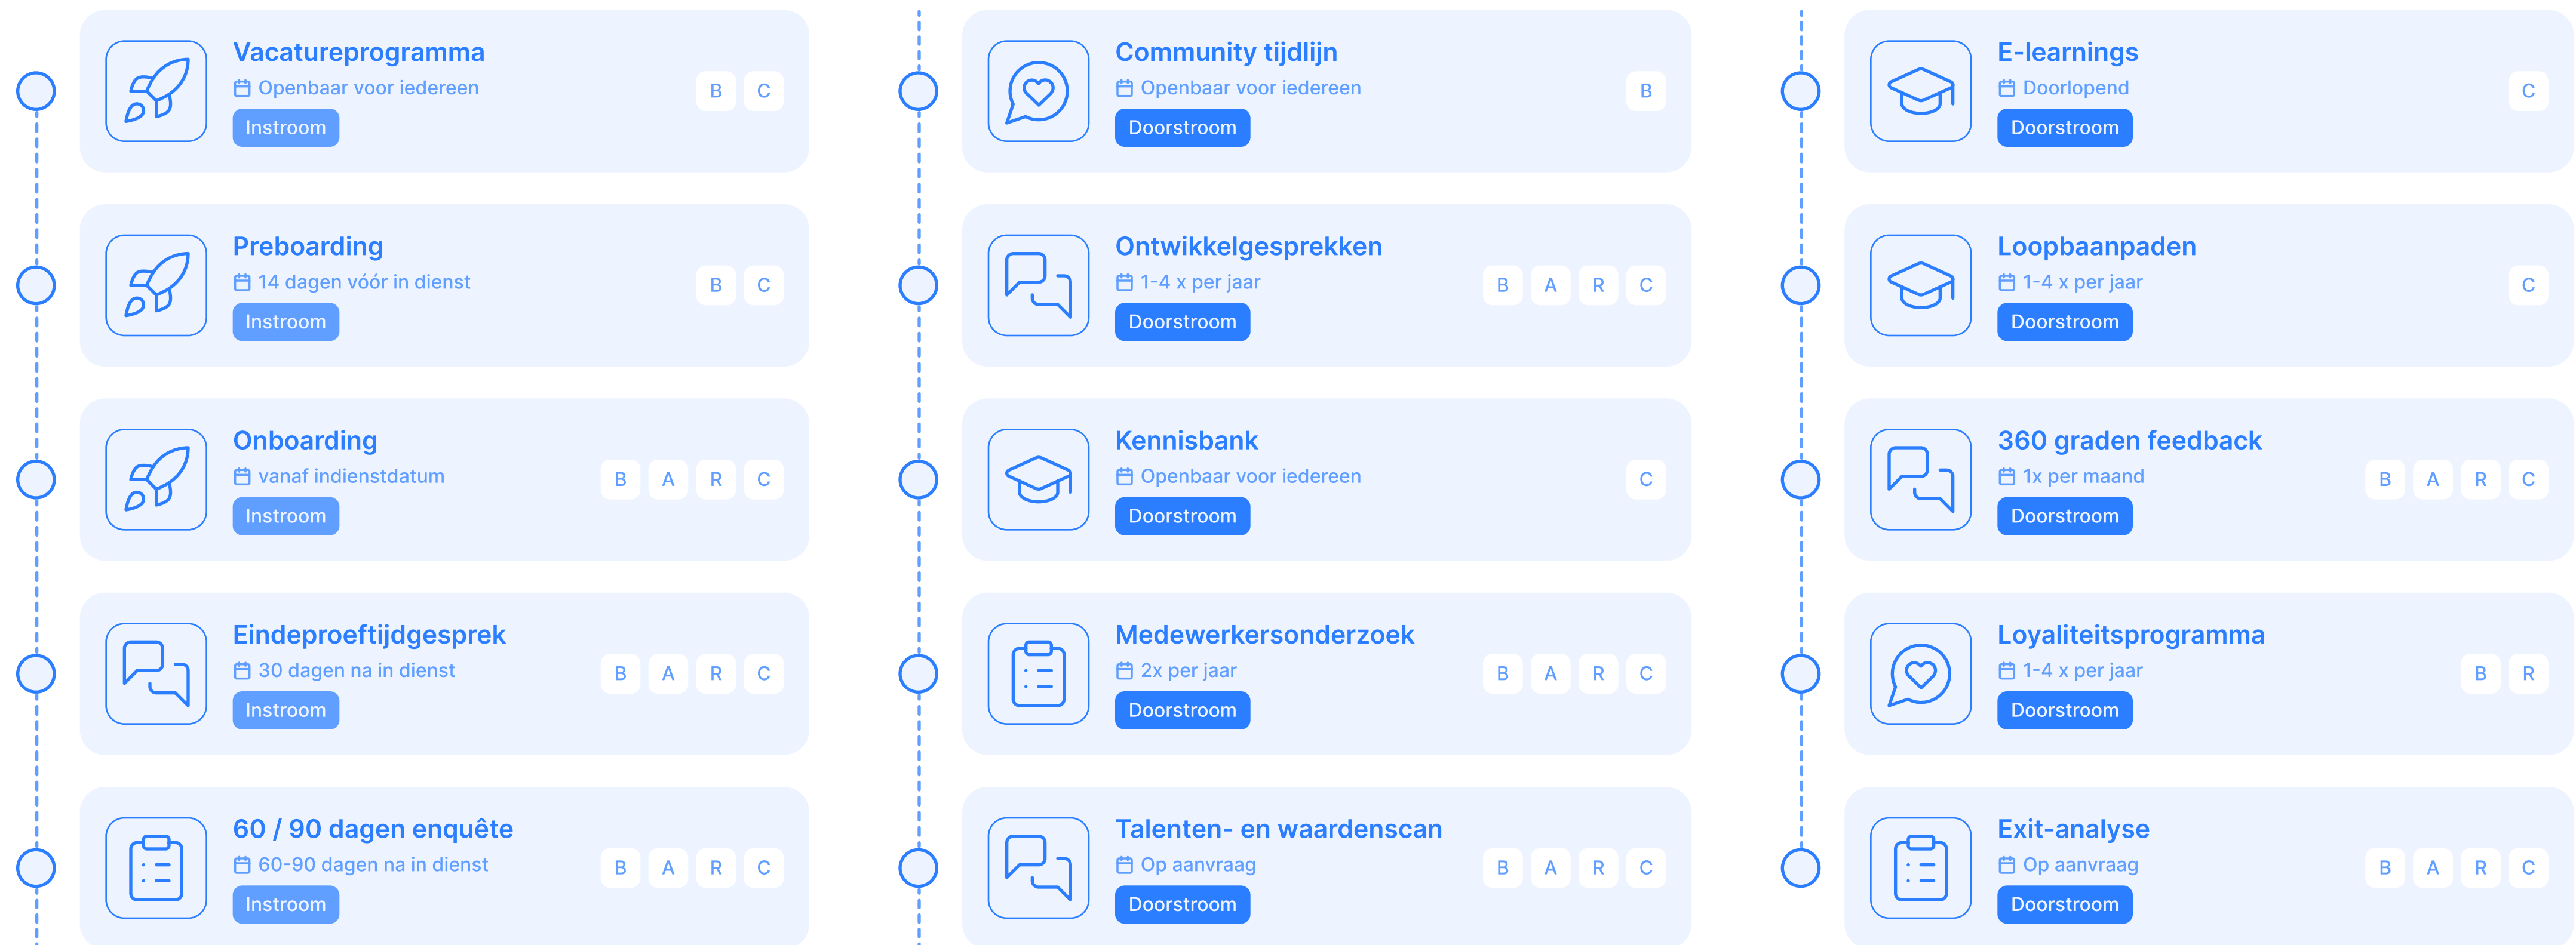 Vacatureprogramma
Openbaar voor iedereen
B C
Instroom
Preboarding
14 dagen vóór in dienst
B C
Instroom
Onboarding
vanaf indienstdatum
B A R C
Instroom
Eindeproeftijdgesprek
30 dagen na in dienst
B A R C
Instroom
60 / 90 dagen enquête
60-90 dagen na in dienst
B A R C
Instroom
Community tijdlijn
Openbaar voor iedereen
B
Doorstroom
Ontwikkelgesprekken
1-4 x per jaar
B A R C
Doorstroom
Kennisbank
Openbaar voor iedereen
C
Doorstroom
Medewerkersonderzoek
2x per jaar
B A R C
Doorstroom
Talenten- en waardenscan
Op aanvraag
B A R C
Doorstroom
E-learnings
Doorlopend
C
Doorstroom
Loopbaanpaden
1-4 x per jaar
C
Doorstroom
360 graden feedback
1x per maand
B A R C
Doorstroom
Loyaliteitsprogramma
1-4 x per jaar
B R
Doorstroom
Exit-analyse
Op aanvraag
B A R C
Doorstroom